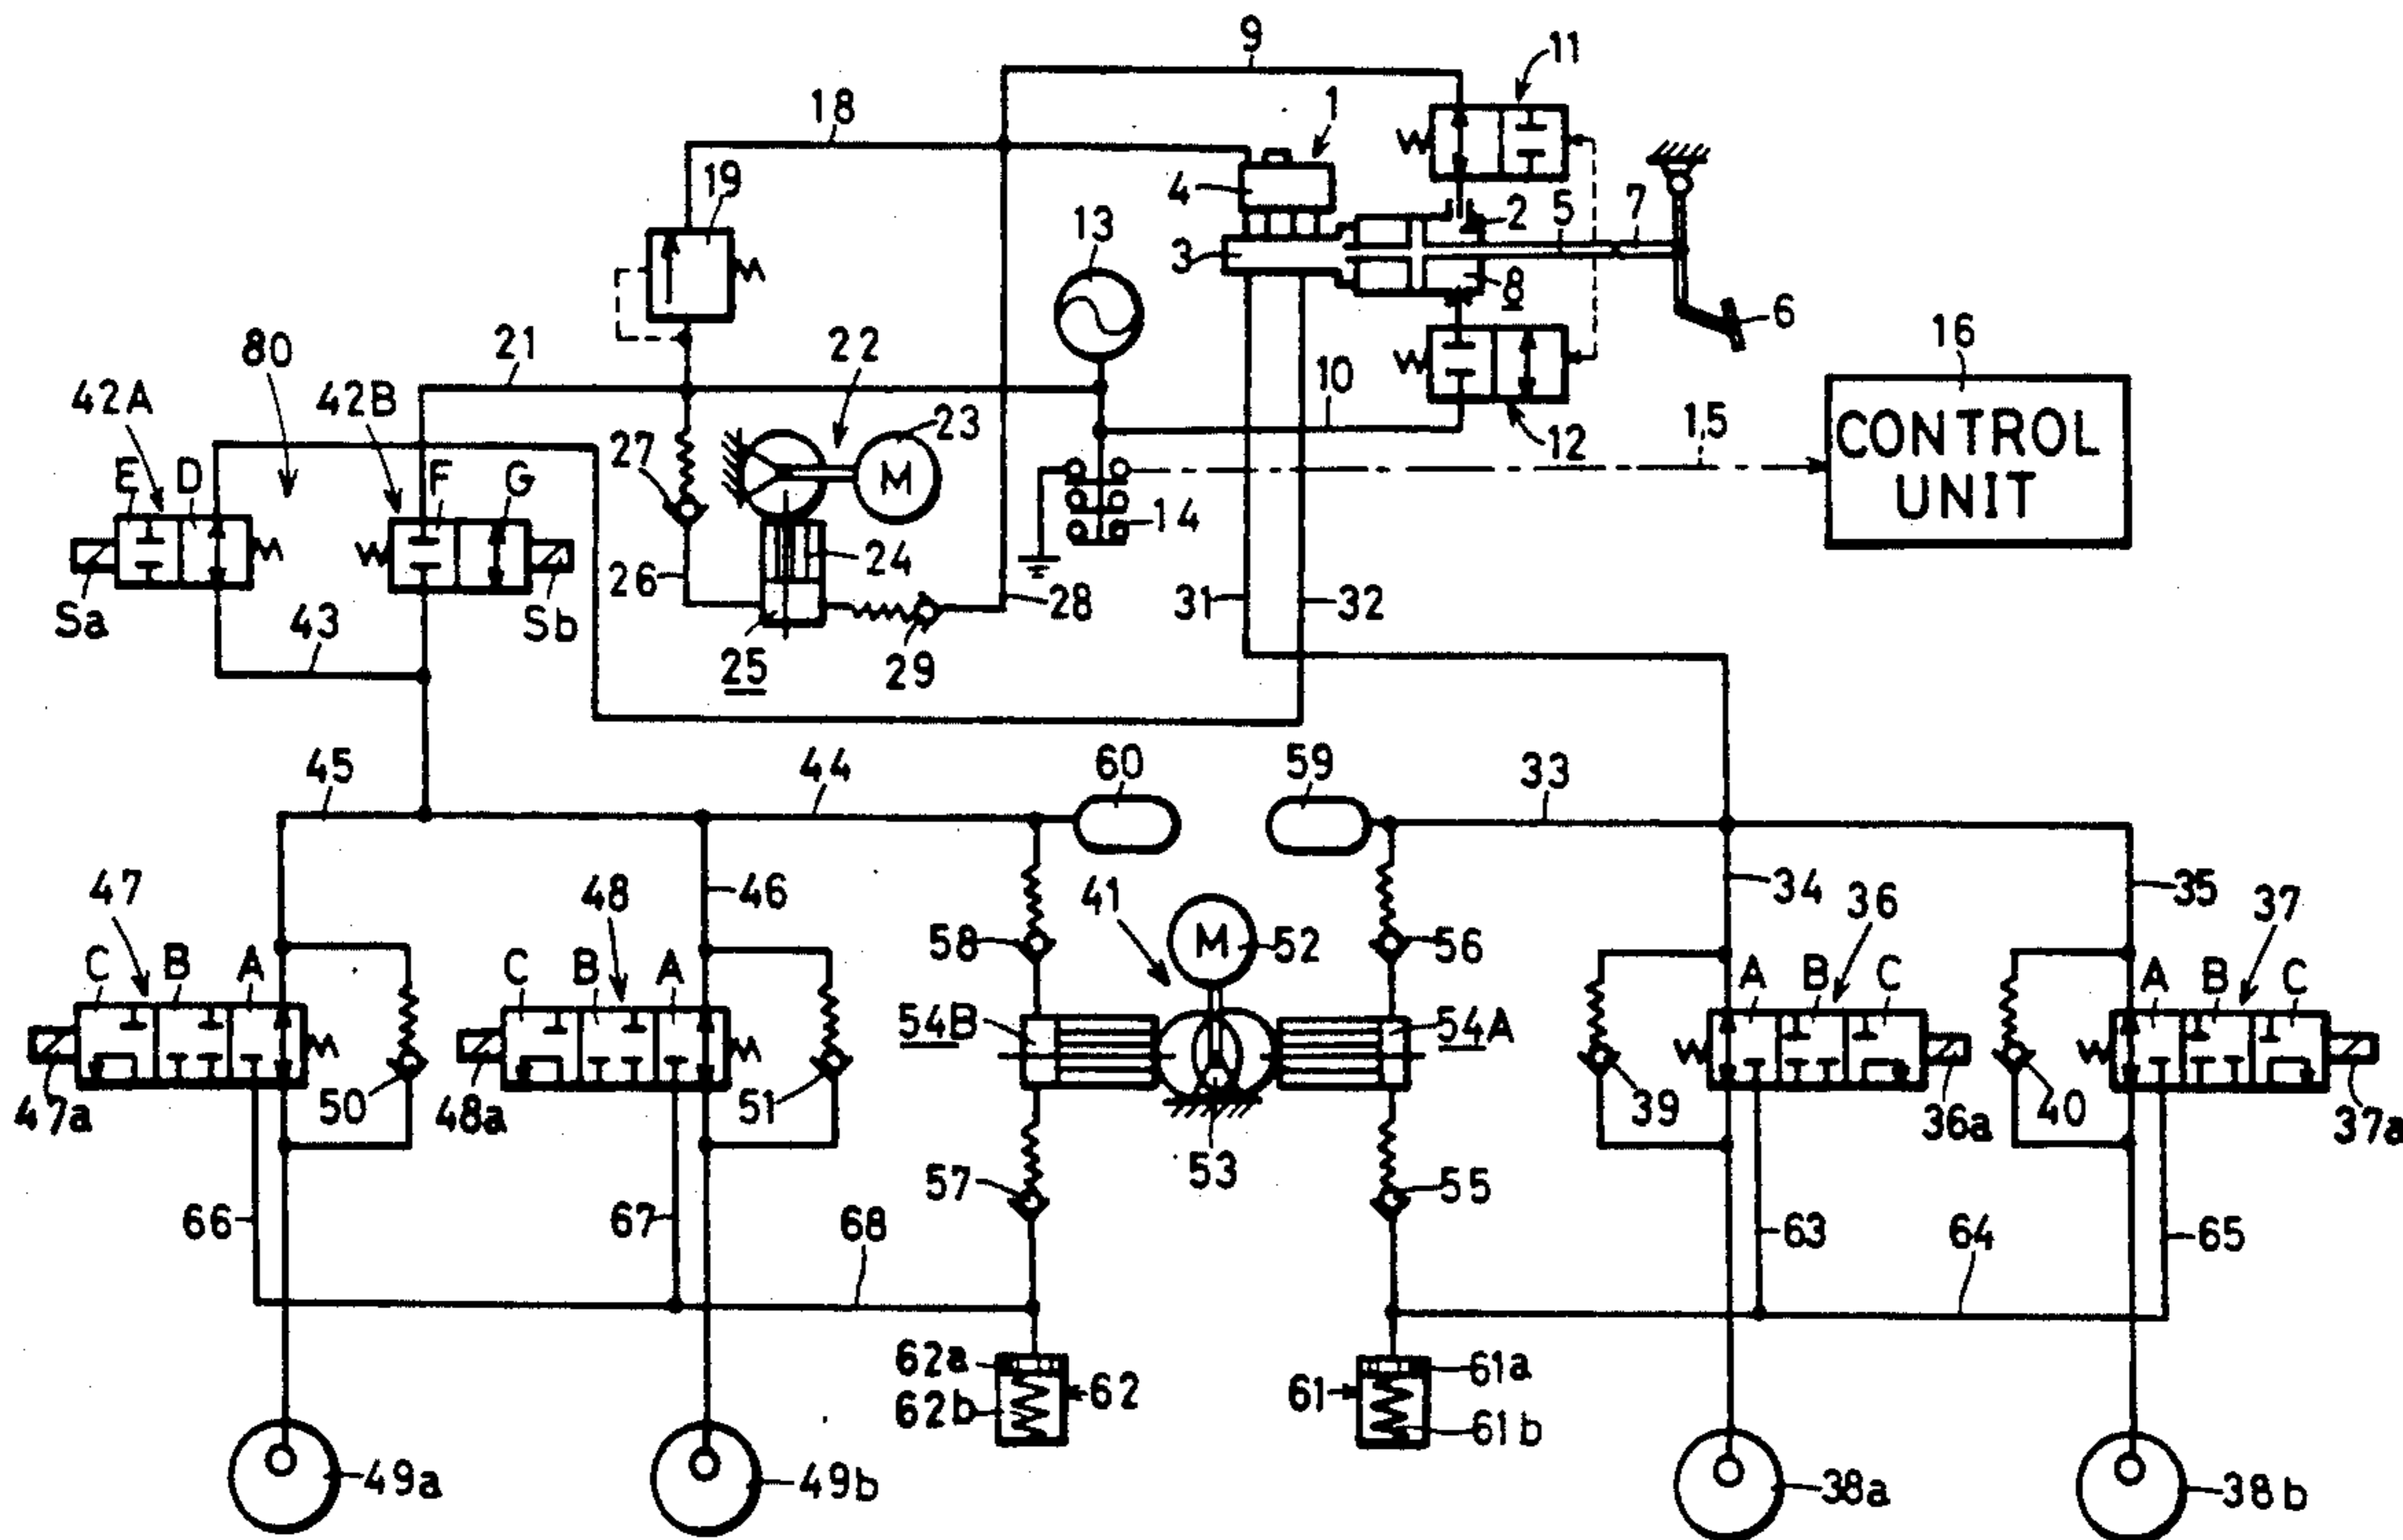 9
11
18
1
19
4
13
2 5 7
3
8
6
16
80
21
22
10
42A
42B
23
15
CONTROL
UNIT
27
M
12
E D
F G
14
24
26
31
28
32
Sa
43
Sb
25
29
45
44
60
59
33
47
48
46
41
34
36
35
37
58
M
52
56
C B A
C B A
A B C
A B C
54B
54A
47a
50
48a
51
39
36a
40
37a
53
57
55
66
67
68
63
64
65
62a
61a
62
61
62b
61b
49a
49b
38a
38b